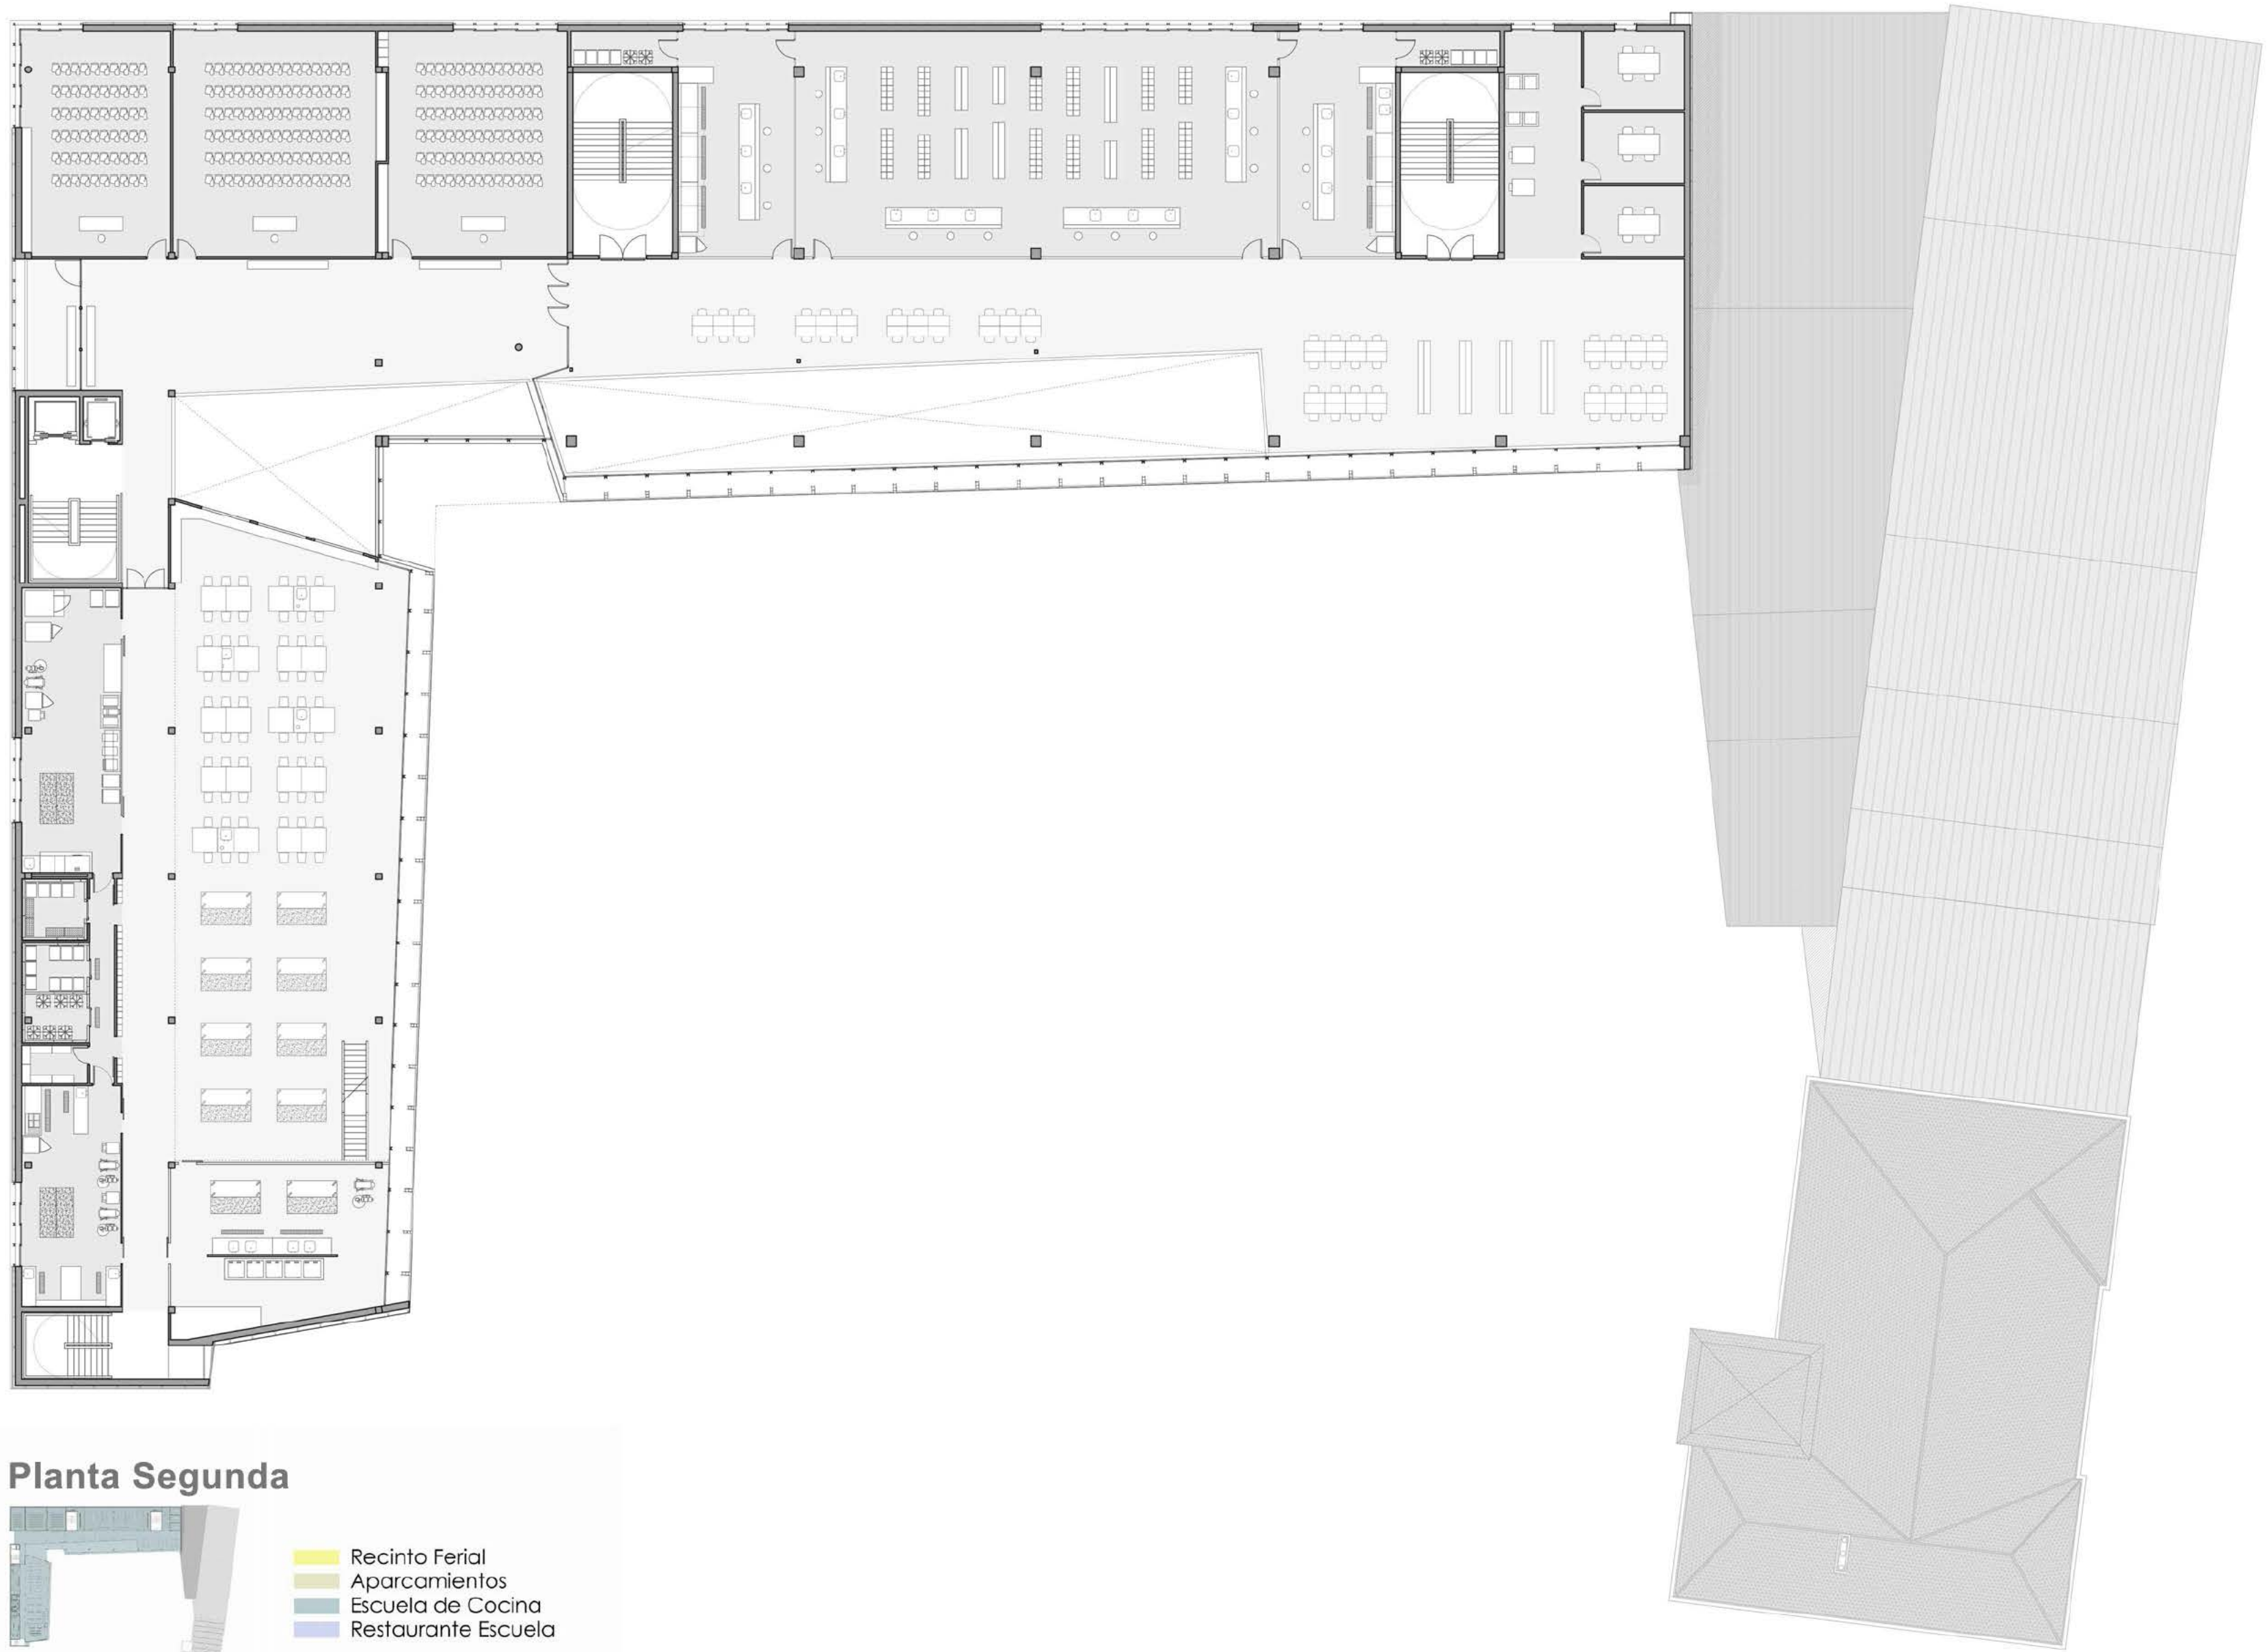 Planta Segunda
Recinto Ferial
Aparcamientos
Escuela de Cocina
Restaurante Escuela